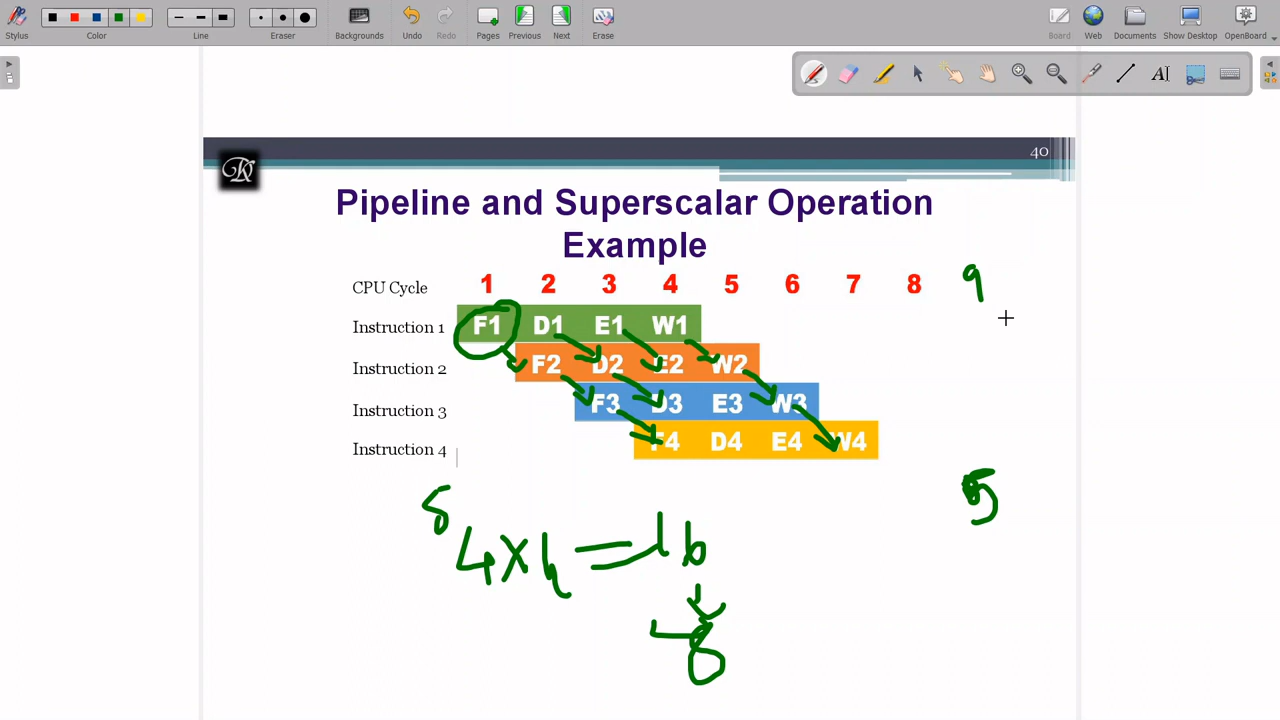 Stylus Color Line Eraser Backgrounds Undo Redo Pages Previous Next Erase Board Web Documents Show Desktop OpenBoard
40
Pipeline and Superscalar Operation
Example
CPU Cycle 1 2 3 4 5 6 7 8 9
Instruction 1 F1 D1 E1 W1
Instruction 2 F2 D2 E2 W2
Instruction 3 F3 D3 E3 W3
Instruction 4 F4 D4 E4 W4
5
4 x 4 = 16
8